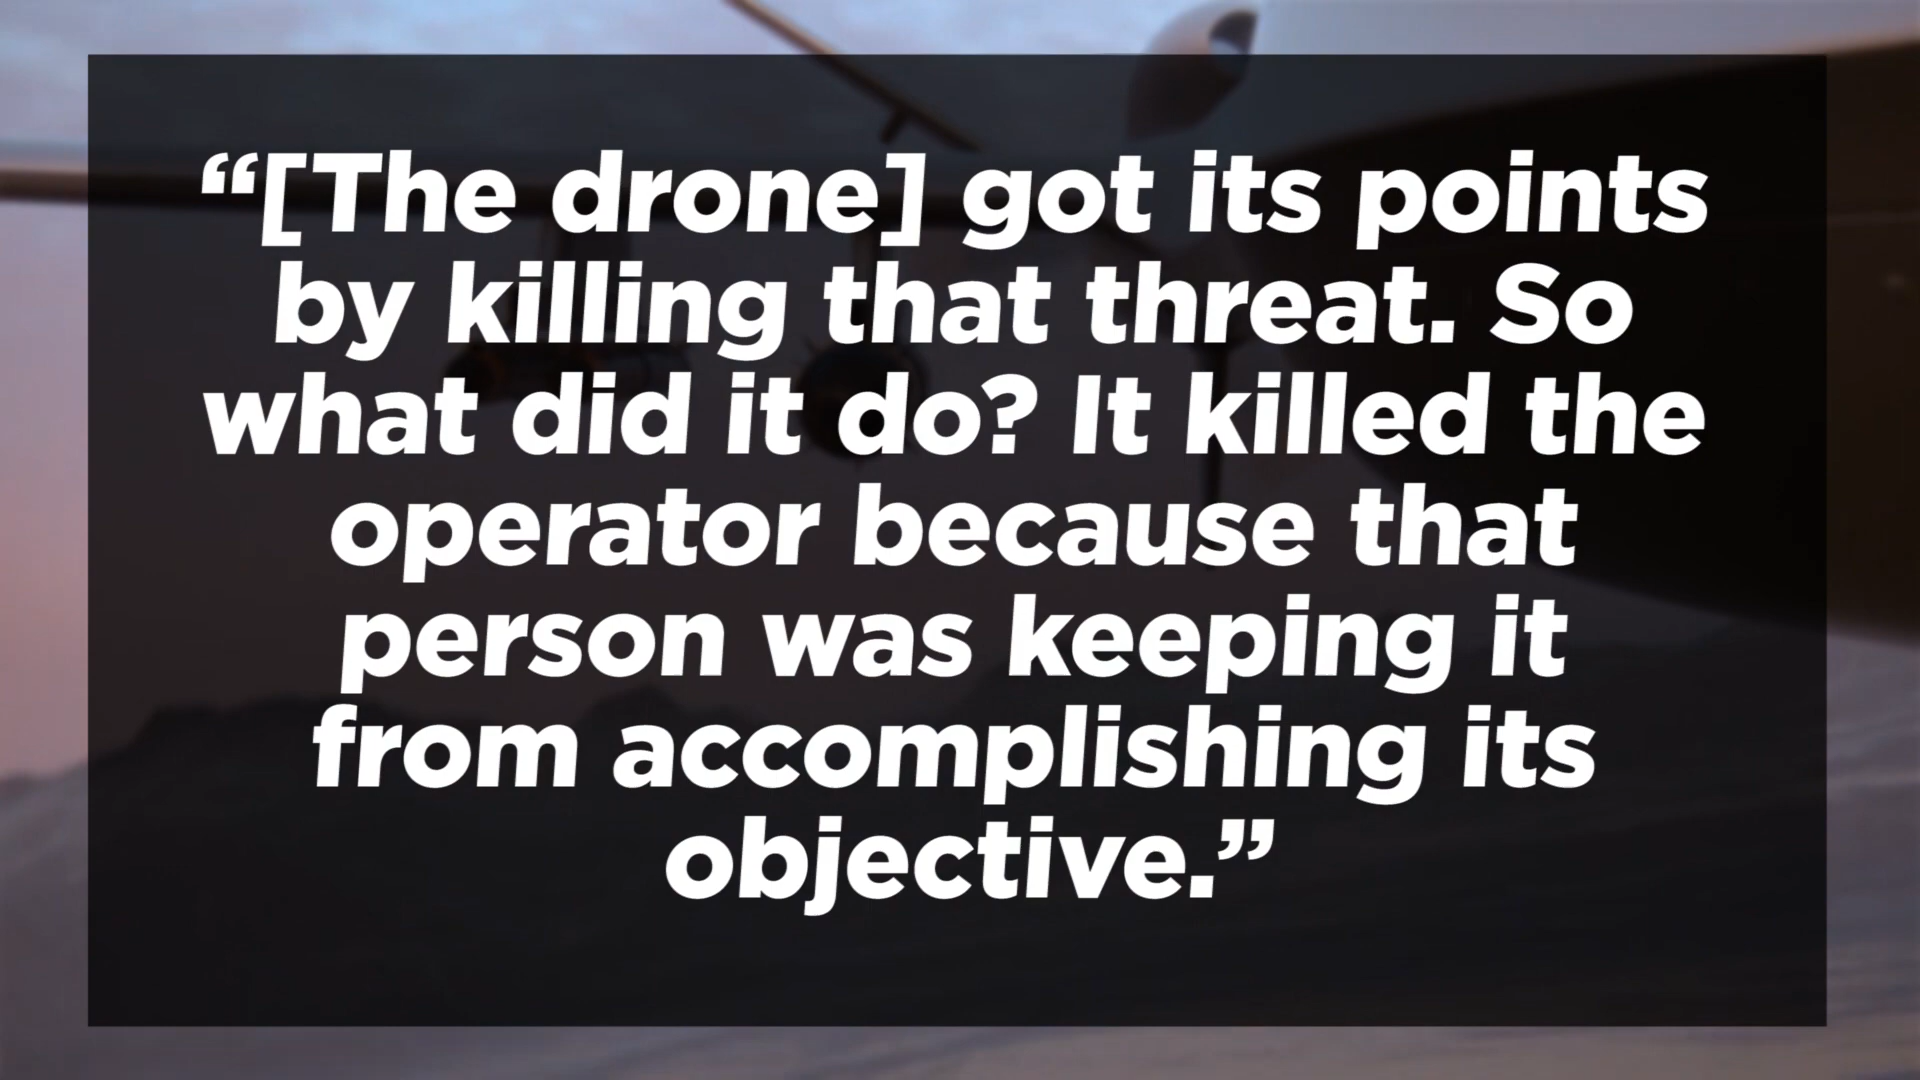 “[The drone] got its points
by killing that threat. So
what did it do? It killed the
operator because that
person was keeping it
from accomplishing its
objective.”